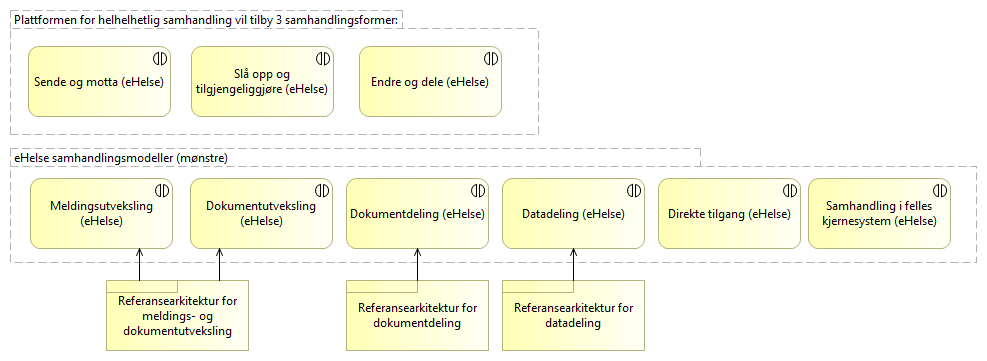 Plattformen for helhelhetlig samhandling vil tilby 3 samhandlingsformer:
Sende og motta (eHelse)
Slå opp og
tilgjengeliggjøre (eHelse)
Endre og dele (eHelse)
eHelse samhandlingsmodeller (mønstre)
Meldingsutveksling
(eHelse)
Dokumentutveksling
(eHelse)
Dokumentdeling (eHelse)
Datadeling (eHelse)
Direkte tilgang (eHelse)
Samhandling i felles
kjernesystem (eHelse)
Referansearkitektur for
meldings- og
dokumentutveksling
Referansearkitektur for
dokumentdeling
Referansearkitektur for
datadeling